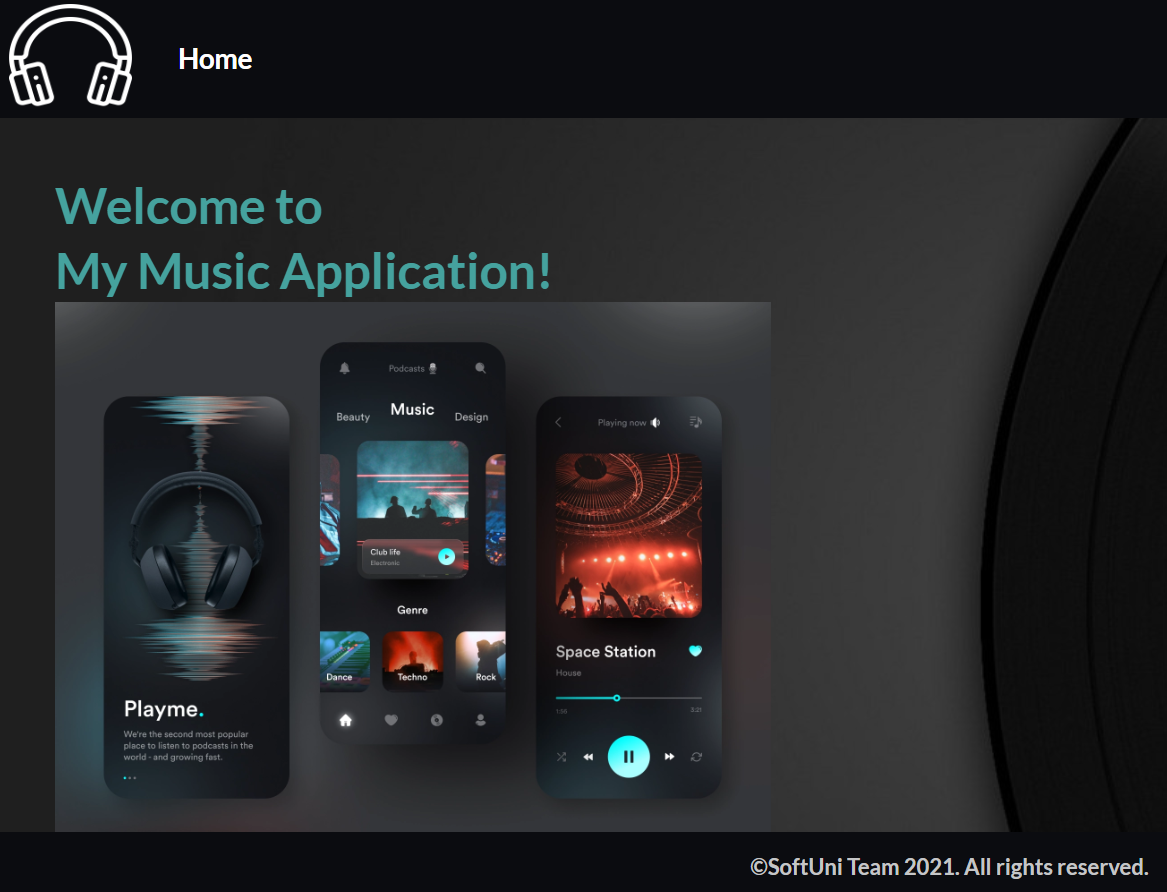 Home
Welcome to
My Music Application!
Podcasts
Beauty
Music
Design
Club life
Electronic
Genre
Dance
Techno
Rock
Playme.
We're the second most popular
place to listen to podcasts in the
world - and growing fast.
Playing now
Space Station
House
1:56
3:21
©SoftUni Team 2021. All rights reserved.